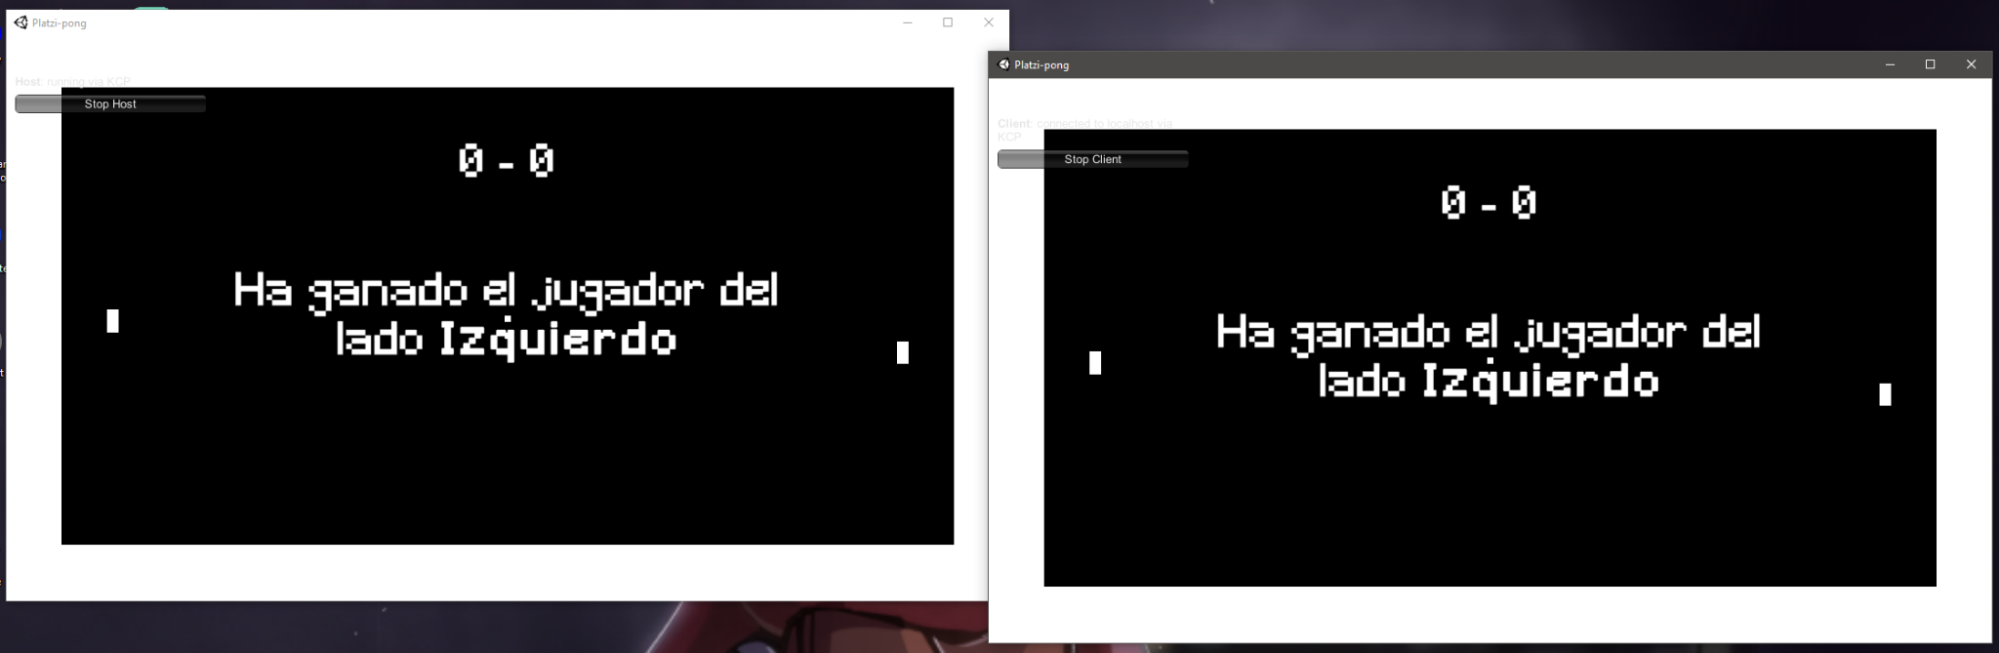 Platzi-pong
Host: running via KCP
Stop Host
0 - 0
Ha ganado el jugador del
lado Izquierdo
Platzi-pong
Client: connected to localhost via
KCP
Stop Client
0 - 0
Ha ganado el jugador del
lado Izquierdo